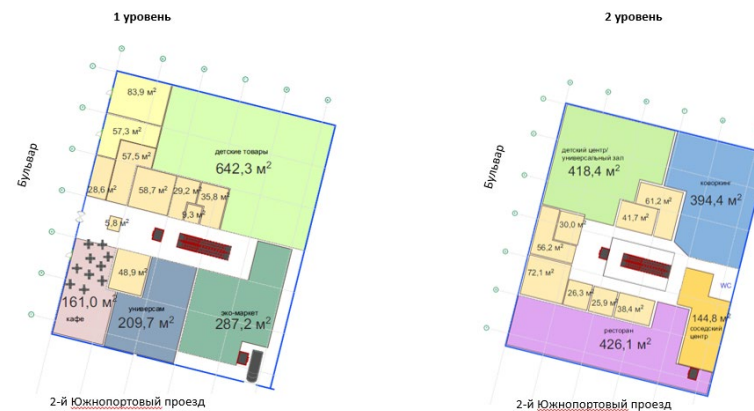 1 уровень
83,9 м²
57,3 м²
57,5 м²
детские товары
642,3 м²
28,6 м²
58,7 м²
29,2 м²
35,8 м²
9,3 м²
5,8 м²
Бульвар
48,9 м²
161,0 м²
кафе
универсам
209,7 м²
эко-маркет
287,2 м²
2-й Южнопортовый проезд
2 уровень
детский центр/
универсальный зал
418,4 м²
коворкинг
394,4 м²
Бульвар
61,2 м²
41,7 м²
30,0 м²
56,2 м²
72,1 м²
26,3 м²
25,9 м²
38,4 м²
WC
144,8 м²
соседский
центр
ресторан
426,1 м²
2-й Южнопортовый проезд